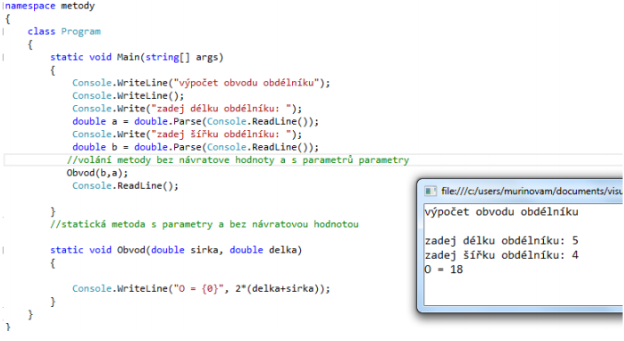 namespace metody
{
class Program
{
static void Main(string[] args)
{
Console.WriteLine("výpočet obvodu obdélníku");
Console.WriteLine();
Console.Write("zadej délku obdélníku: ");
double a = double.Parse(Console.ReadLine());
Console.Write("zadej šířku obdélníku: ");
double b = double.Parse(Console.ReadLine());
//volání metody bez návratove hodnoty a s parametrů parametry
Obvod(b,a);
Console.ReadLine();
}
//statická metoda s parametry a bez návratovou hodnotou
static void Obvod(double sirka, double delka)
{
Console.WriteLine("O = {0}", 2*(delka+sirka));
}
}
}
file:///c:/users/murinovam/documents/visu
výpočet obvodu obdélníku
zadej délku obdélníku: 5
zadej šířku obdélníku: 4
O = 18